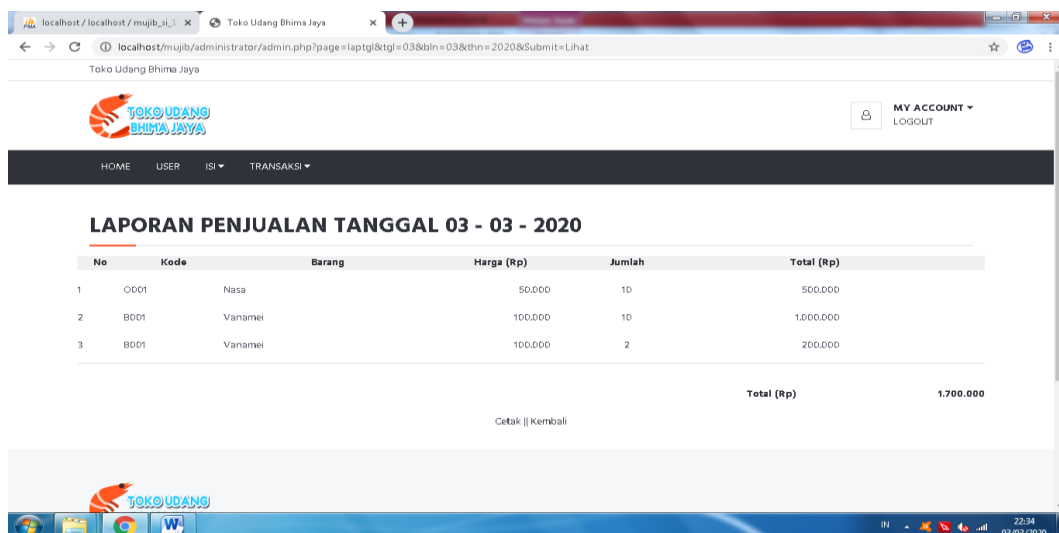 localhost / localhost / mujib_si_1
Toko Udang Bhima Jaya
localhost/mujib/administrator/admin.php?page=laptgl&tgl=03&bln=03&thn=2020&Submit=Lihat
Toko Udang Bhima Jaya
TOKO UDANG
BHIMA JAYA
MY ACCOUNT
LOGOUT
HOME USER ISI TRANSAKSI
LAPORAN PENJUALAN TANGGAL 03 - 03 - 2020
No Kode Barang Harga (Rp) Jumlah Total (Rp)
1 O001 Nasa 50.000 10 500.000
2 B001 Vanamei 100.000 10 1.000.000
3 B001 Vanamei 100.000 2 200.000
Total (Rp) 1.700.000
Cetak || Kembali
TOKO UDANG
IN 22:34
03/03/2020